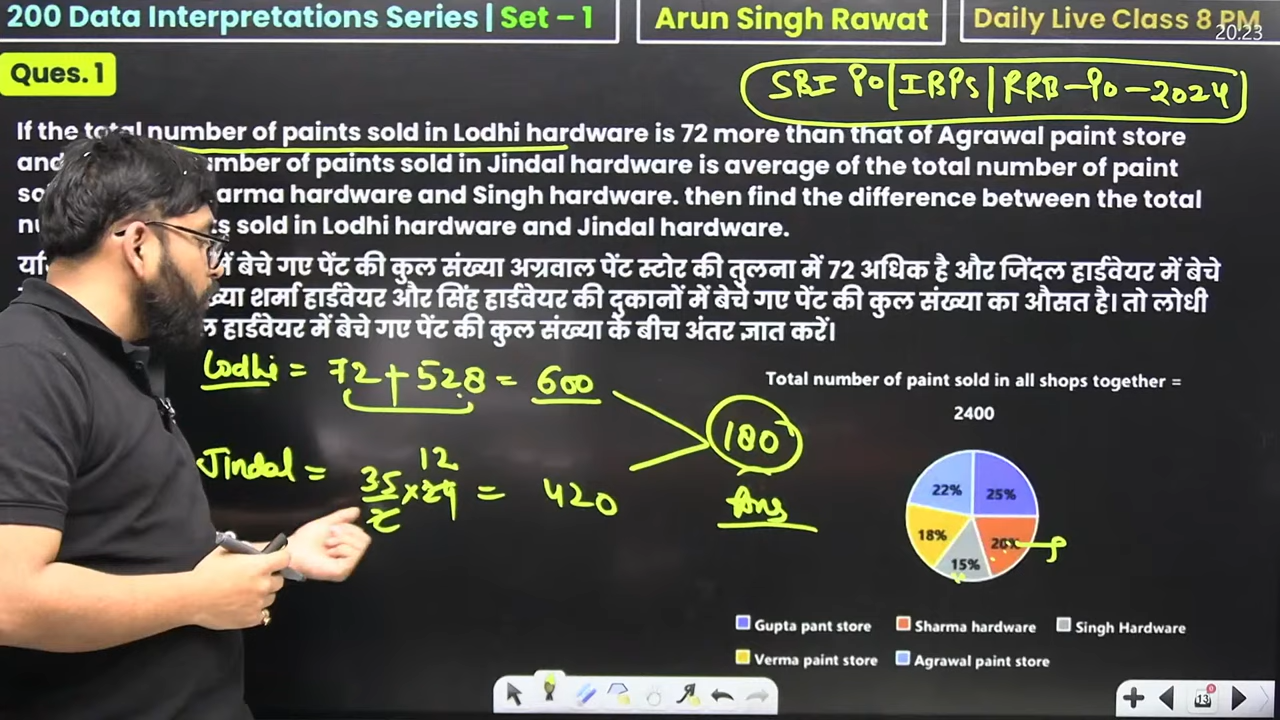 200 Data Interpretations Series | Set – 1
Arun Singh Rawat
Daily Live Class 8 PM
20:23
Ques. 1
SBI PO | IBPS | RRB-PO-2024
If the total number of paints sold in Lodhi hardware is 72 more than that of Agrawal paint store
and umber of paints sold in Jindal hardware is average of the total number of paint
so arma hardware and Singh hardware. then find the difference between the total
s sold in Lodhi hardware and Jindal hardware.
में बेचे गए पेंट की कुल संख्या अग्रवाल पेंट स्टोर की तुलना में 72 अधिक है और जिंदल हार्डवेयर में बेचे
ख्या शर्मा हार्डवेयर और सिंह हार्डवेयर की दुकानों में बेचे गए पेंट की कुल संख्या का औसत है। तो लोधी
ल हार्डवेयर में बेचे गए पेंट की कुल संख्या के बीच अंतर ज्ञात करें।
Lodhi = 72 + 528 = 600
Total number of paint sold in all shops together =
2400
180
Jindal = 35/2 × 24 = 420
12
Ans
22% 25%
18% 20%
15%
Gupta pant store Sharma hardware Singh Hardware
Verma paint store Agrawal paint store
13